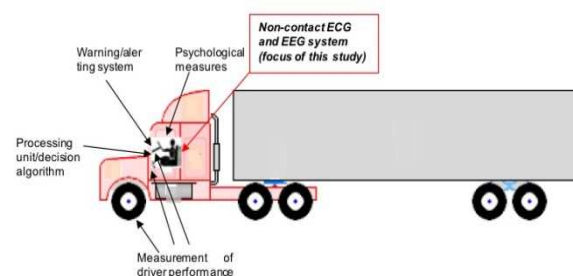 Non-contact ECG
and EEG system
(focus of this study)
Warning/aler
ting system
Psychological
measures
Processing
unit/decision
algorithm
Measurement of
driver performance